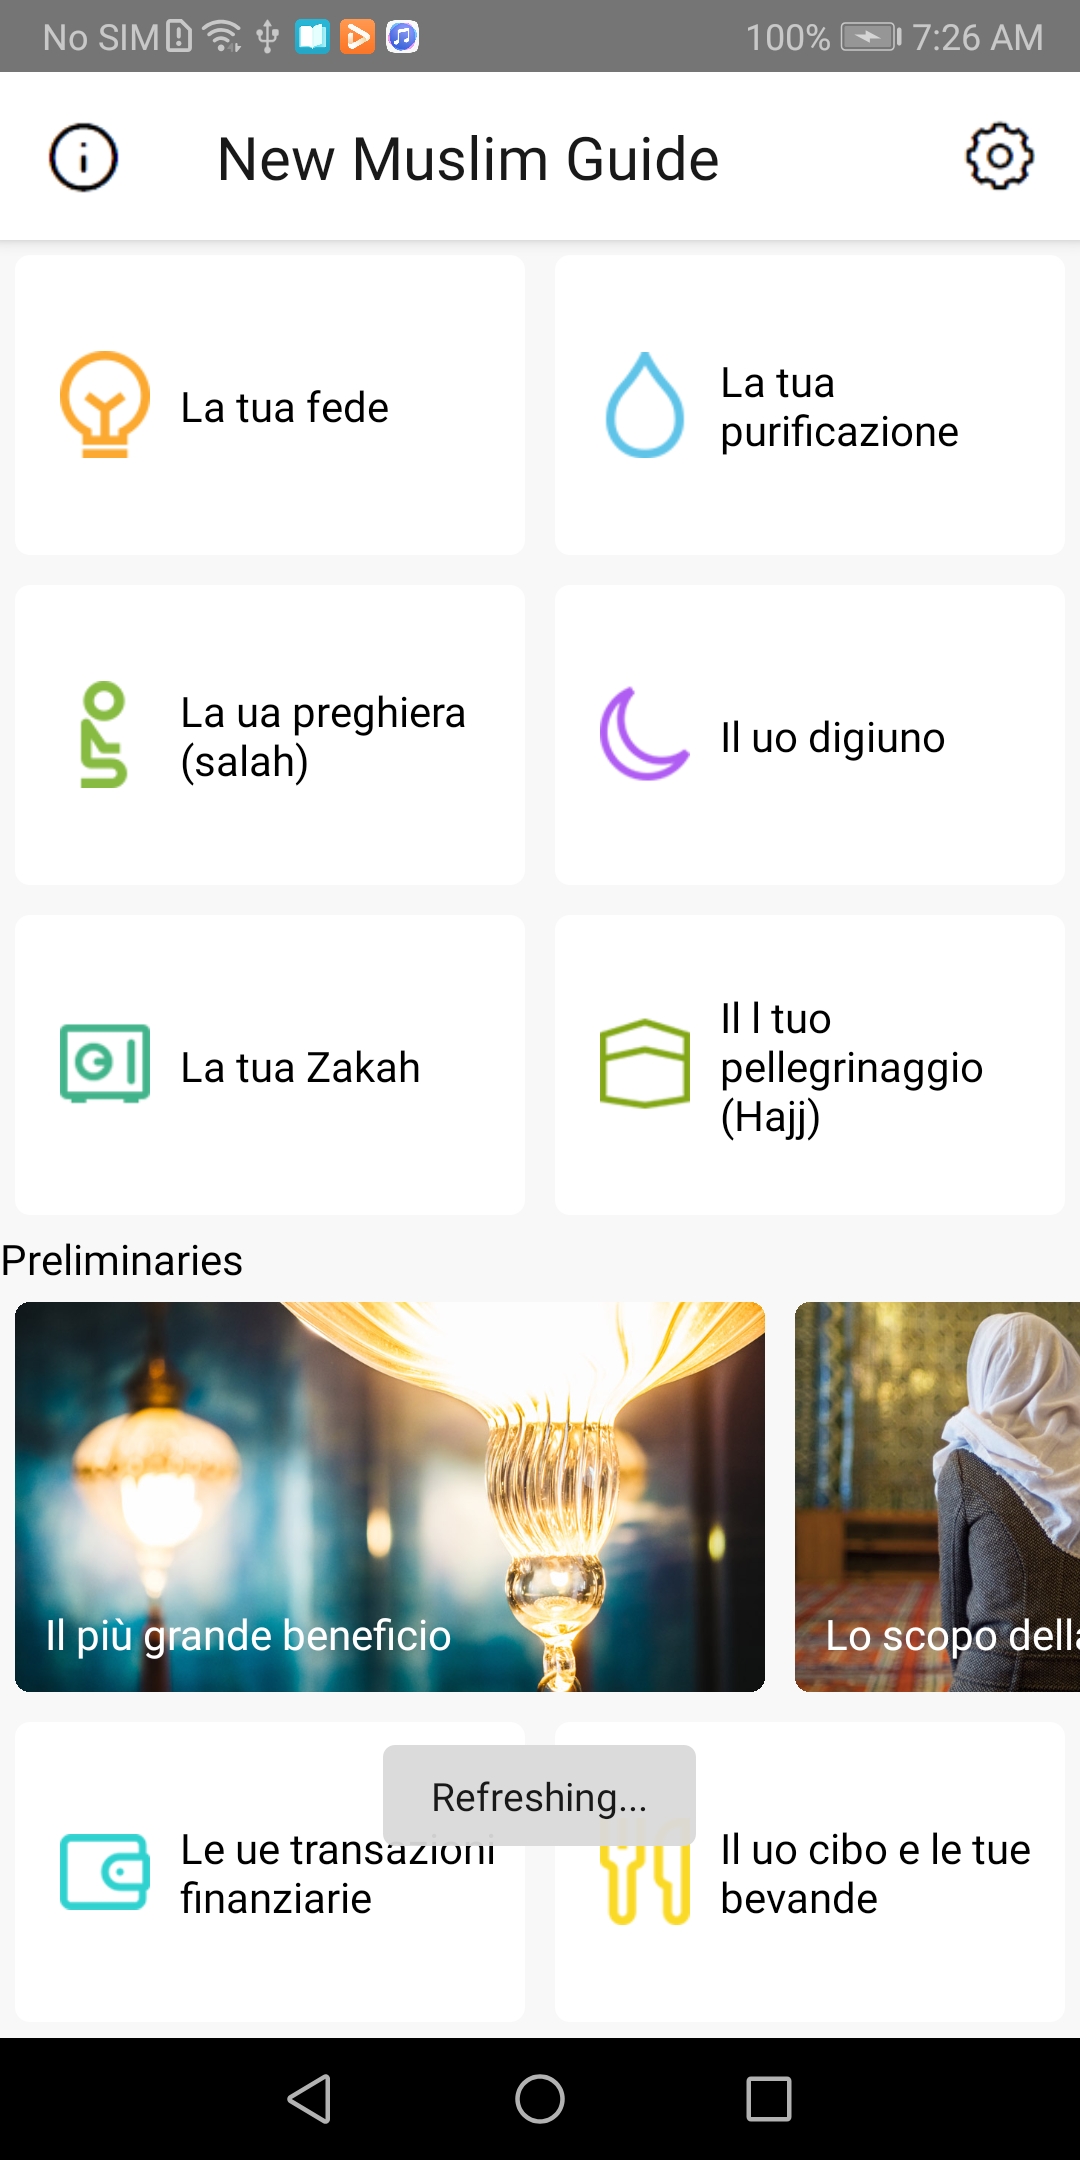 No SIM 100% 7:26 AM
New Muslim Guide
La tua fede
La tua
purificazione
La ua preghiera
(salah)
Il uo digiuno
La tua Zakah
Il l tuo
pellegrinaggio
(Hajj)
Preliminaries
Il più grande beneficio
Lo scopo della
Refreshing...
Le ue transazioni
finanziarie
Il uo cibo e le tue
bevande